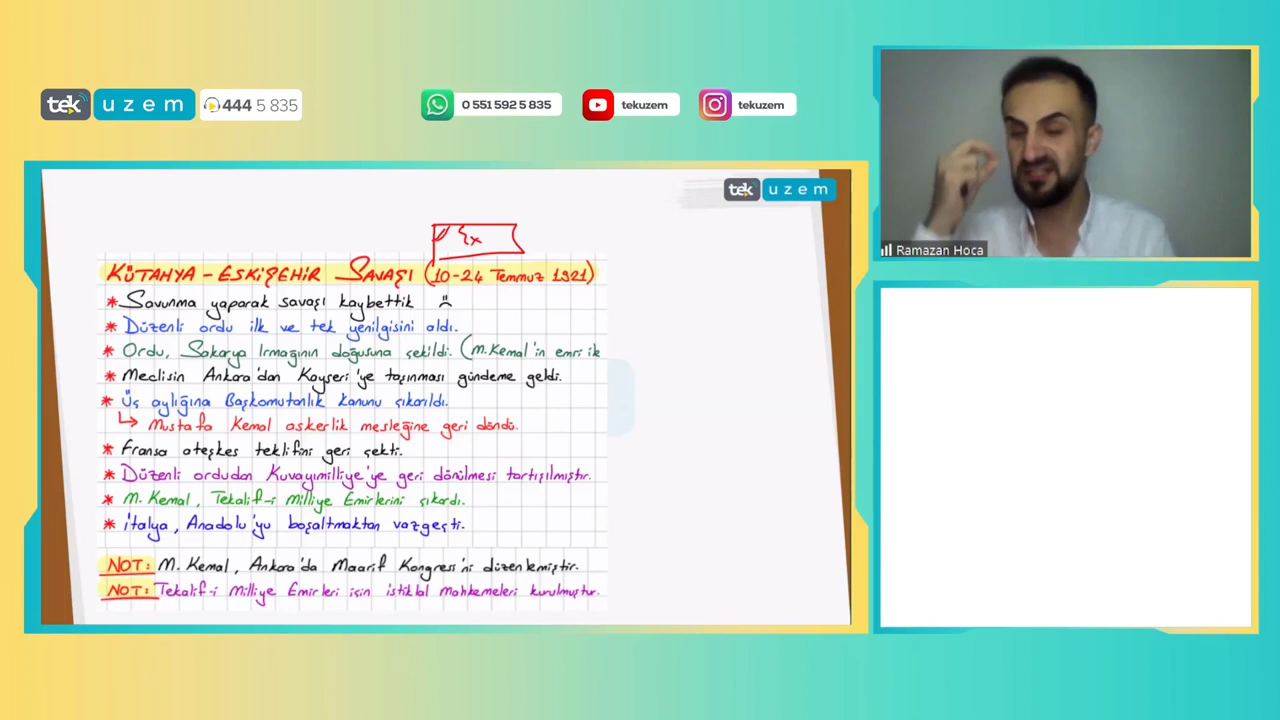 tek uzem 444 5 835
0 551 592 5 835
tekuzem
tekuzem
tek uzem
Ramazan Hoca
KÜTAHYA - ESKİŞEHİR SAVAŞI (10-24 Temmuz 1921)
* Savunma yaparak savaşı kaybettik
* Düzenli ordu ilk ve tek yenilgisini aldı.
* Ordu, Sakarya Irmağının doğusuna çekildi. (M.Kemal'in emri ile
* Meclisin Ankara'dan Kayseri'ye taşınması gündeme geldi.
* Üç aylığına Başkomutanlık Kanunu çıkarıldı.
↳ Mustafa Kemal askerlik mesleğine geri döndü.
* Fransa ateşkes teklifini geri çekti.
* Düzenli ordudan Kuvayımilliye'ye geri dönülmesi tartışılmıştır.
* M. Kemal, Tekalif-i Milliye Emirlerini çıkardı.
* İtalya, Anadolu'yu boşaltmaktan vazgeçti.
NOT: M. Kemal, Ankara'da Maarif Kongresi'ni düzenlemiştir.
NOT: Tekalif-i Milliye Emirleri için istiklal mahkemeleri kurulmuştur.